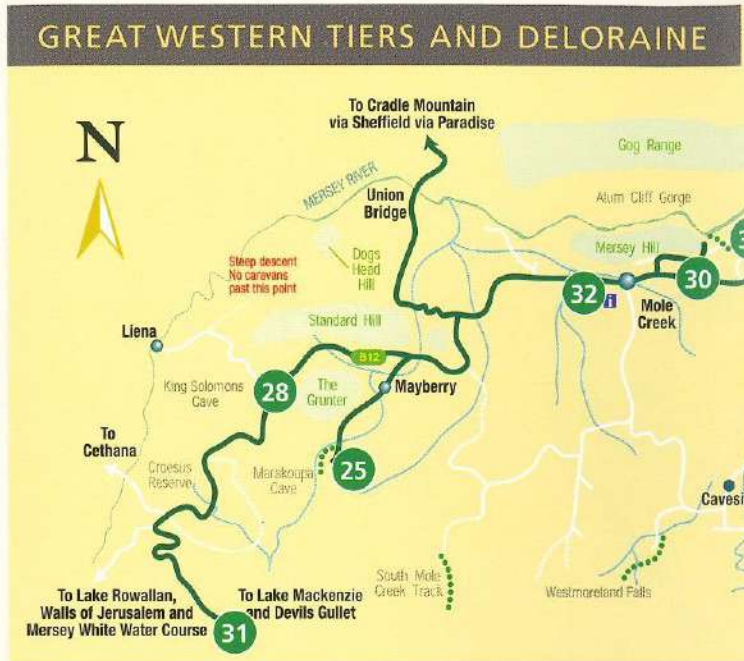 GREAT WESTERN TIERS AND DELORAINE
N
To Cradle Mountain
via Sheffield via Paradise
Gog Range
MERSEY RIVER
Union
Bridge
Alum Cliff Gorge
Steep descent
No caravans
past this point
Dogs
Head
Hill
Mersey Hill
30
32
i
Mole
Creek
Standard Hill
Liena
B12
King Solomons
Cave
28
The
Grunter
Mayberry
To
Cethana
Croesus
Reserve
Marakoupa
Cave
25
Cavesi
South Mole
Creek Track
Westmoreland Falls
To Lake Rowallan,
Walls of Jerusalem and
Mersey White Water Course
31
To Lake Mackenzie
and Devils Gullet